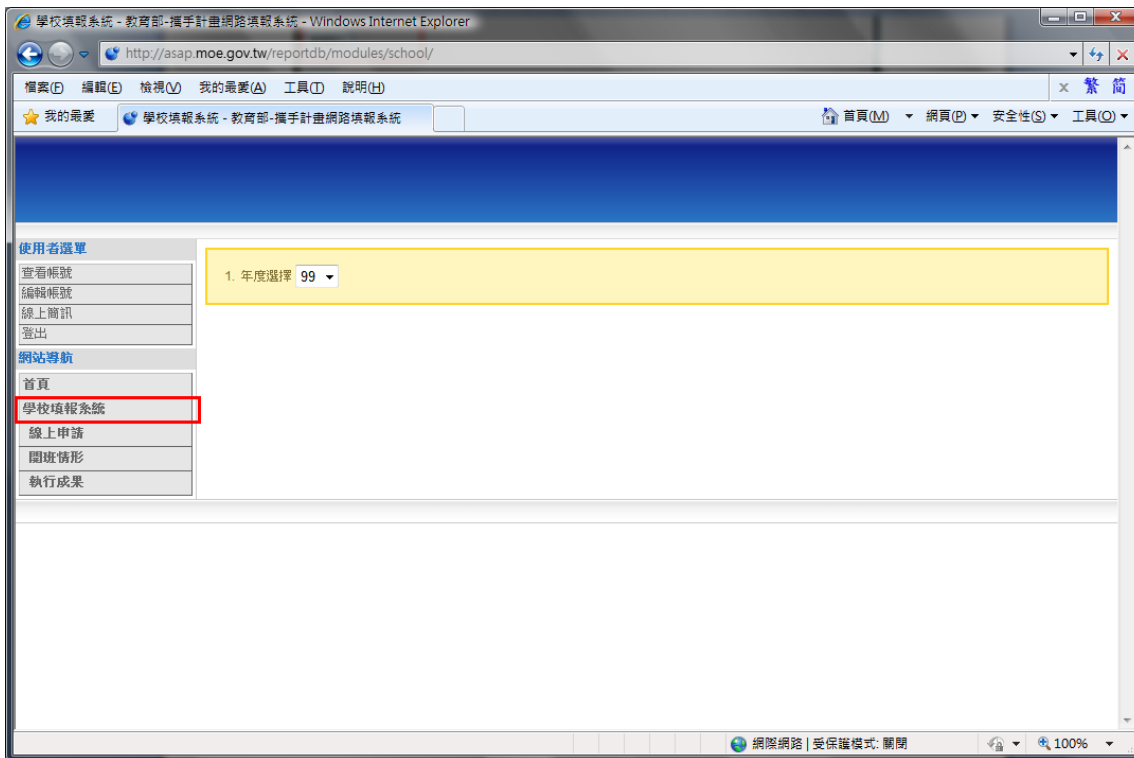 學校填報系統 - 教育部-攜手計畫網路填報系統 - Windows Internet Explorer
http://asap.moe.gov.tw/reportdb/modules/school/
檔案(F) 編輯(E) 檢視(V) 我的最愛(A) 工具(T) 說明(H) x 繁 简
我的最愛 學校填報系統 - 教育部-攜手計畫網路填報系統 首頁(M) 網頁(P) 安全性(S) 工具(O)
使用者選單
查看帳號
編輯帳號
線上簡訊
登出
網站導航
首頁
學校填報系統
線上申請
開班情形
執行成果
1. 年度選擇 99
網際網路 | 受保護模式: 關閉 100%